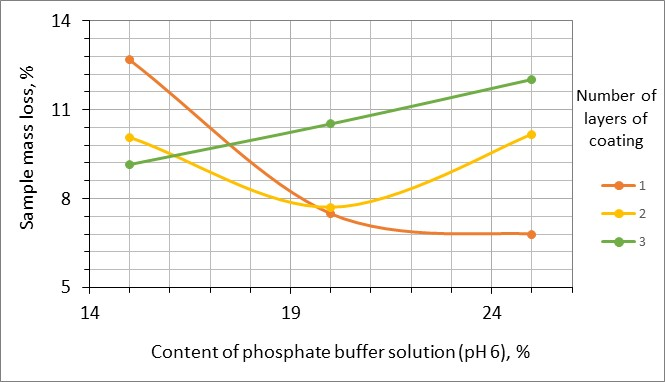 14
11
8
5
Sample mass loss, %
14 19 24
Content of phosphate buffer solution (pH 6), %
Number of
layers of
coating
1
2
3